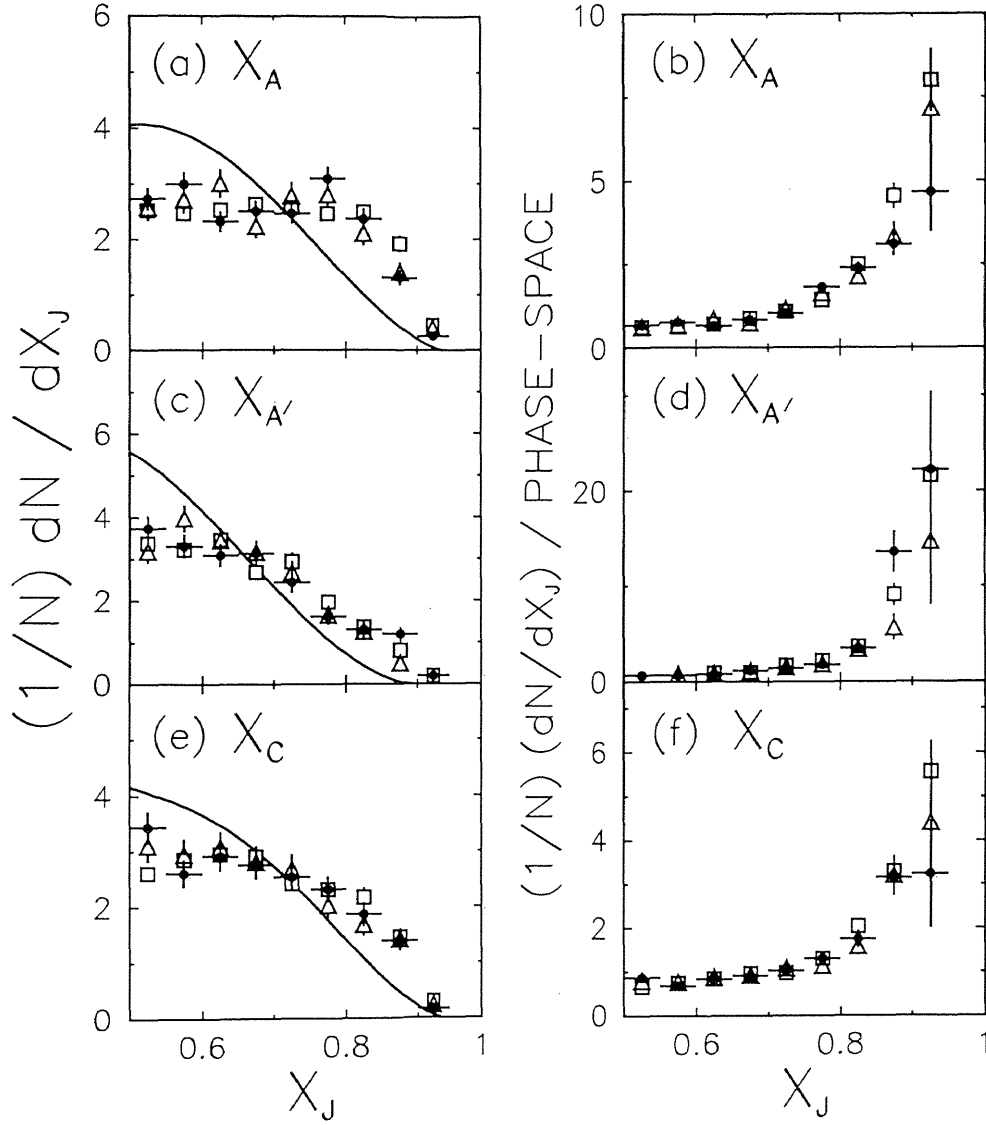 (1/N) dN / dX_J
(1/N) (dN/dX_J) / PHASE-SPACE
(a) X_A
6
4
2
0
(b) X_A
10
5
0
(c) X_A'
6
4
2
0
(d) X_A'
20
0
(e) X_C
4
2
0
0.6 0.8 1
X_J
(f) X_C
6
4
2
0
0.6 0.8 1
X_J